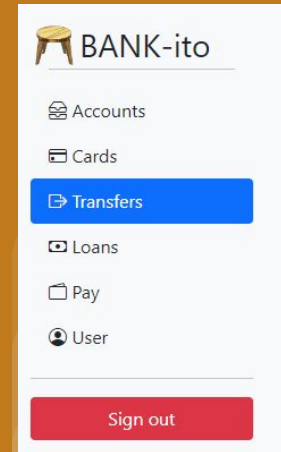 BANK-ito
Accounts
Cards
Transfers
Loans
Pay
User
Sign out